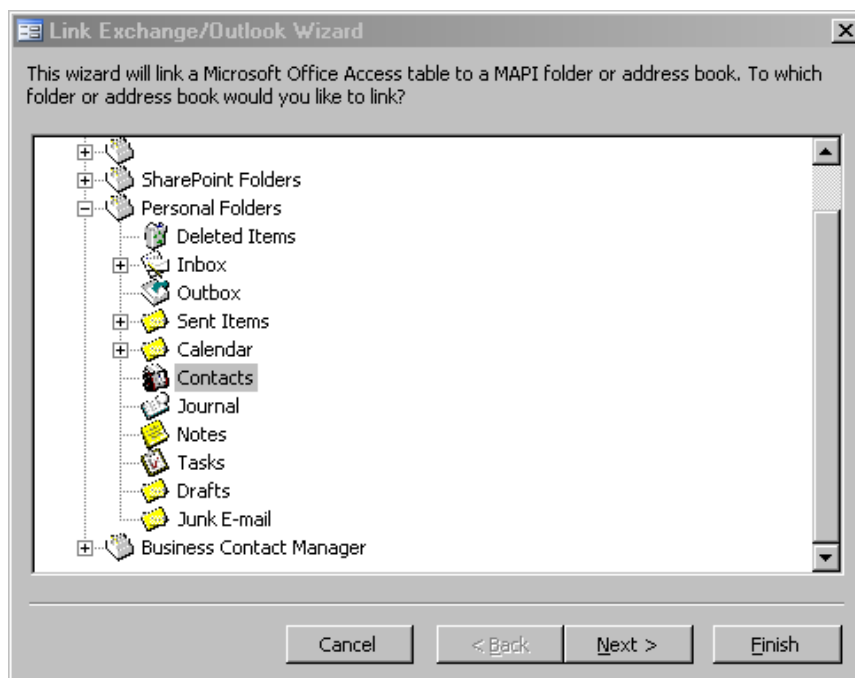 Link Exchange/Outlook Wizard
This wizard will link a Microsoft Office Access table to a MAPI folder or address book. To which
folder or address book would you like to link?
SharePoint Folders
Personal Folders
Deleted Items
Inbox
Outbox
Sent Items
Calendar
Contacts
Journal
Notes
Tasks
Drafts
Junk E-mail
Business Contact Manager
Cancel < Back Next > Finish